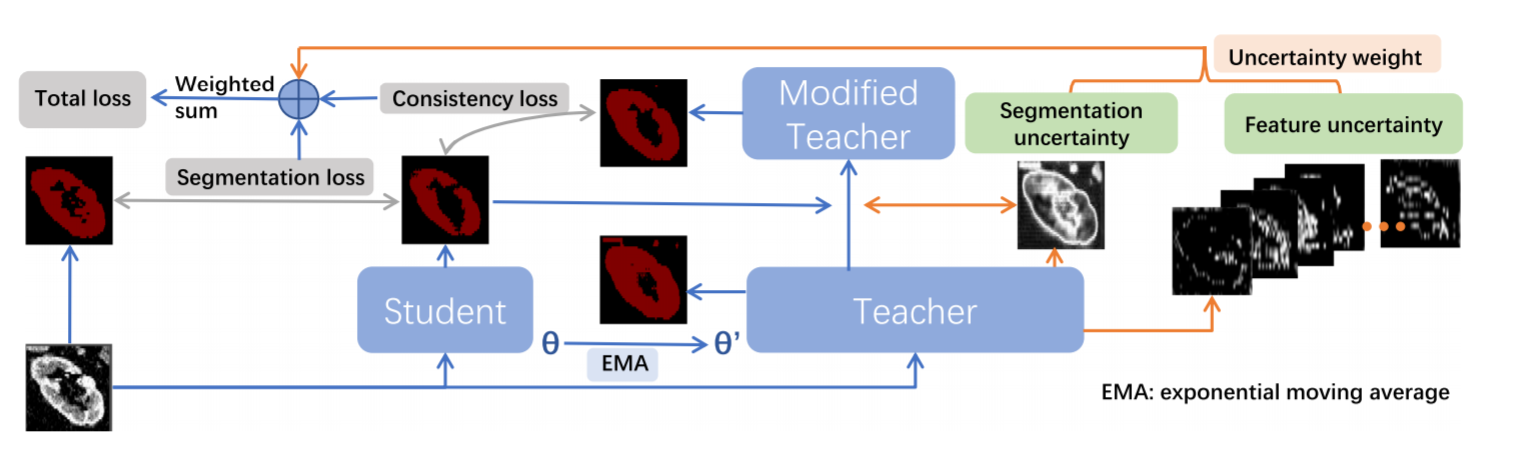 Uncertainty weight
Total loss
Weighted
sum
Consistency loss
Modified
Teacher
Segmentation
uncertainty
Feature uncertainty
Segmentation loss
Student
Teacher
θ
θ’
EMA
EMA: exponential moving average